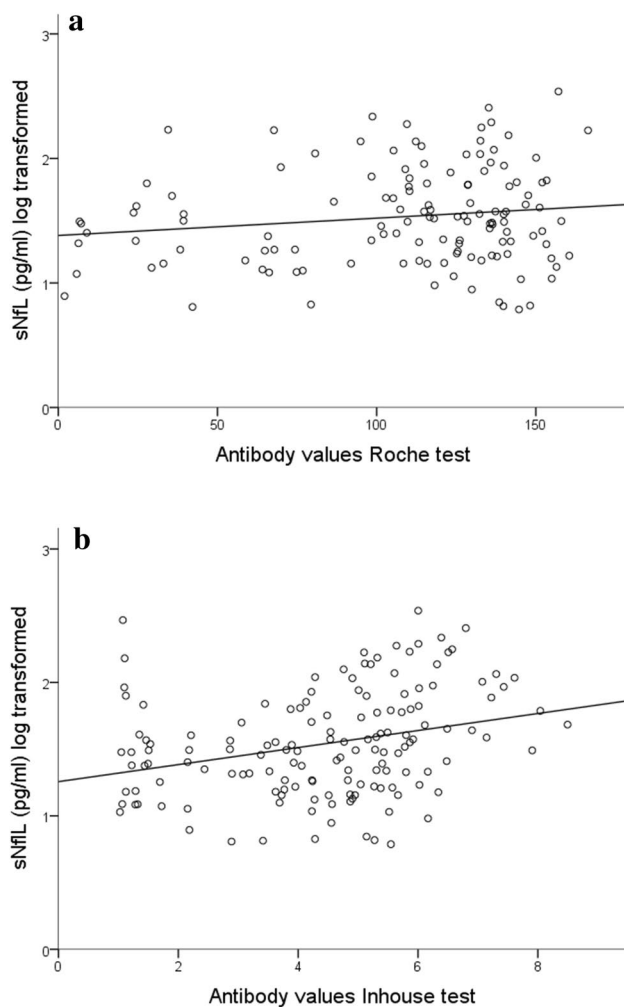 a
3
2
1
0
sNfL (pg/ml) log transformed
0 50 100 150
Antibody values Roche test
b
3
2
1
0
sNfL (pg/ml) log transformed
0 2 4 6 8
Antibody values Inhouse test